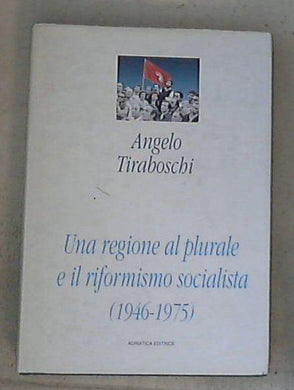 Angelo
Tiraboschi
Una regione al plurale
e il riformismo socialista
(1946-1975)
ADRIATICA EDITRICE